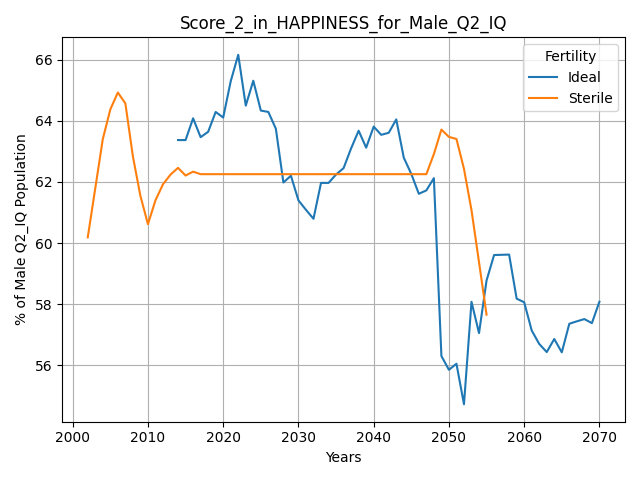 Score_2_in_HAPPINESS_for_Male_Q2_IQ
Fertility
Ideal
Sterile
% of Male Q2_IQ Population
66
64
62
60
58
56
2000 2010 2020 2030 2040 2050 2060 2070
Years